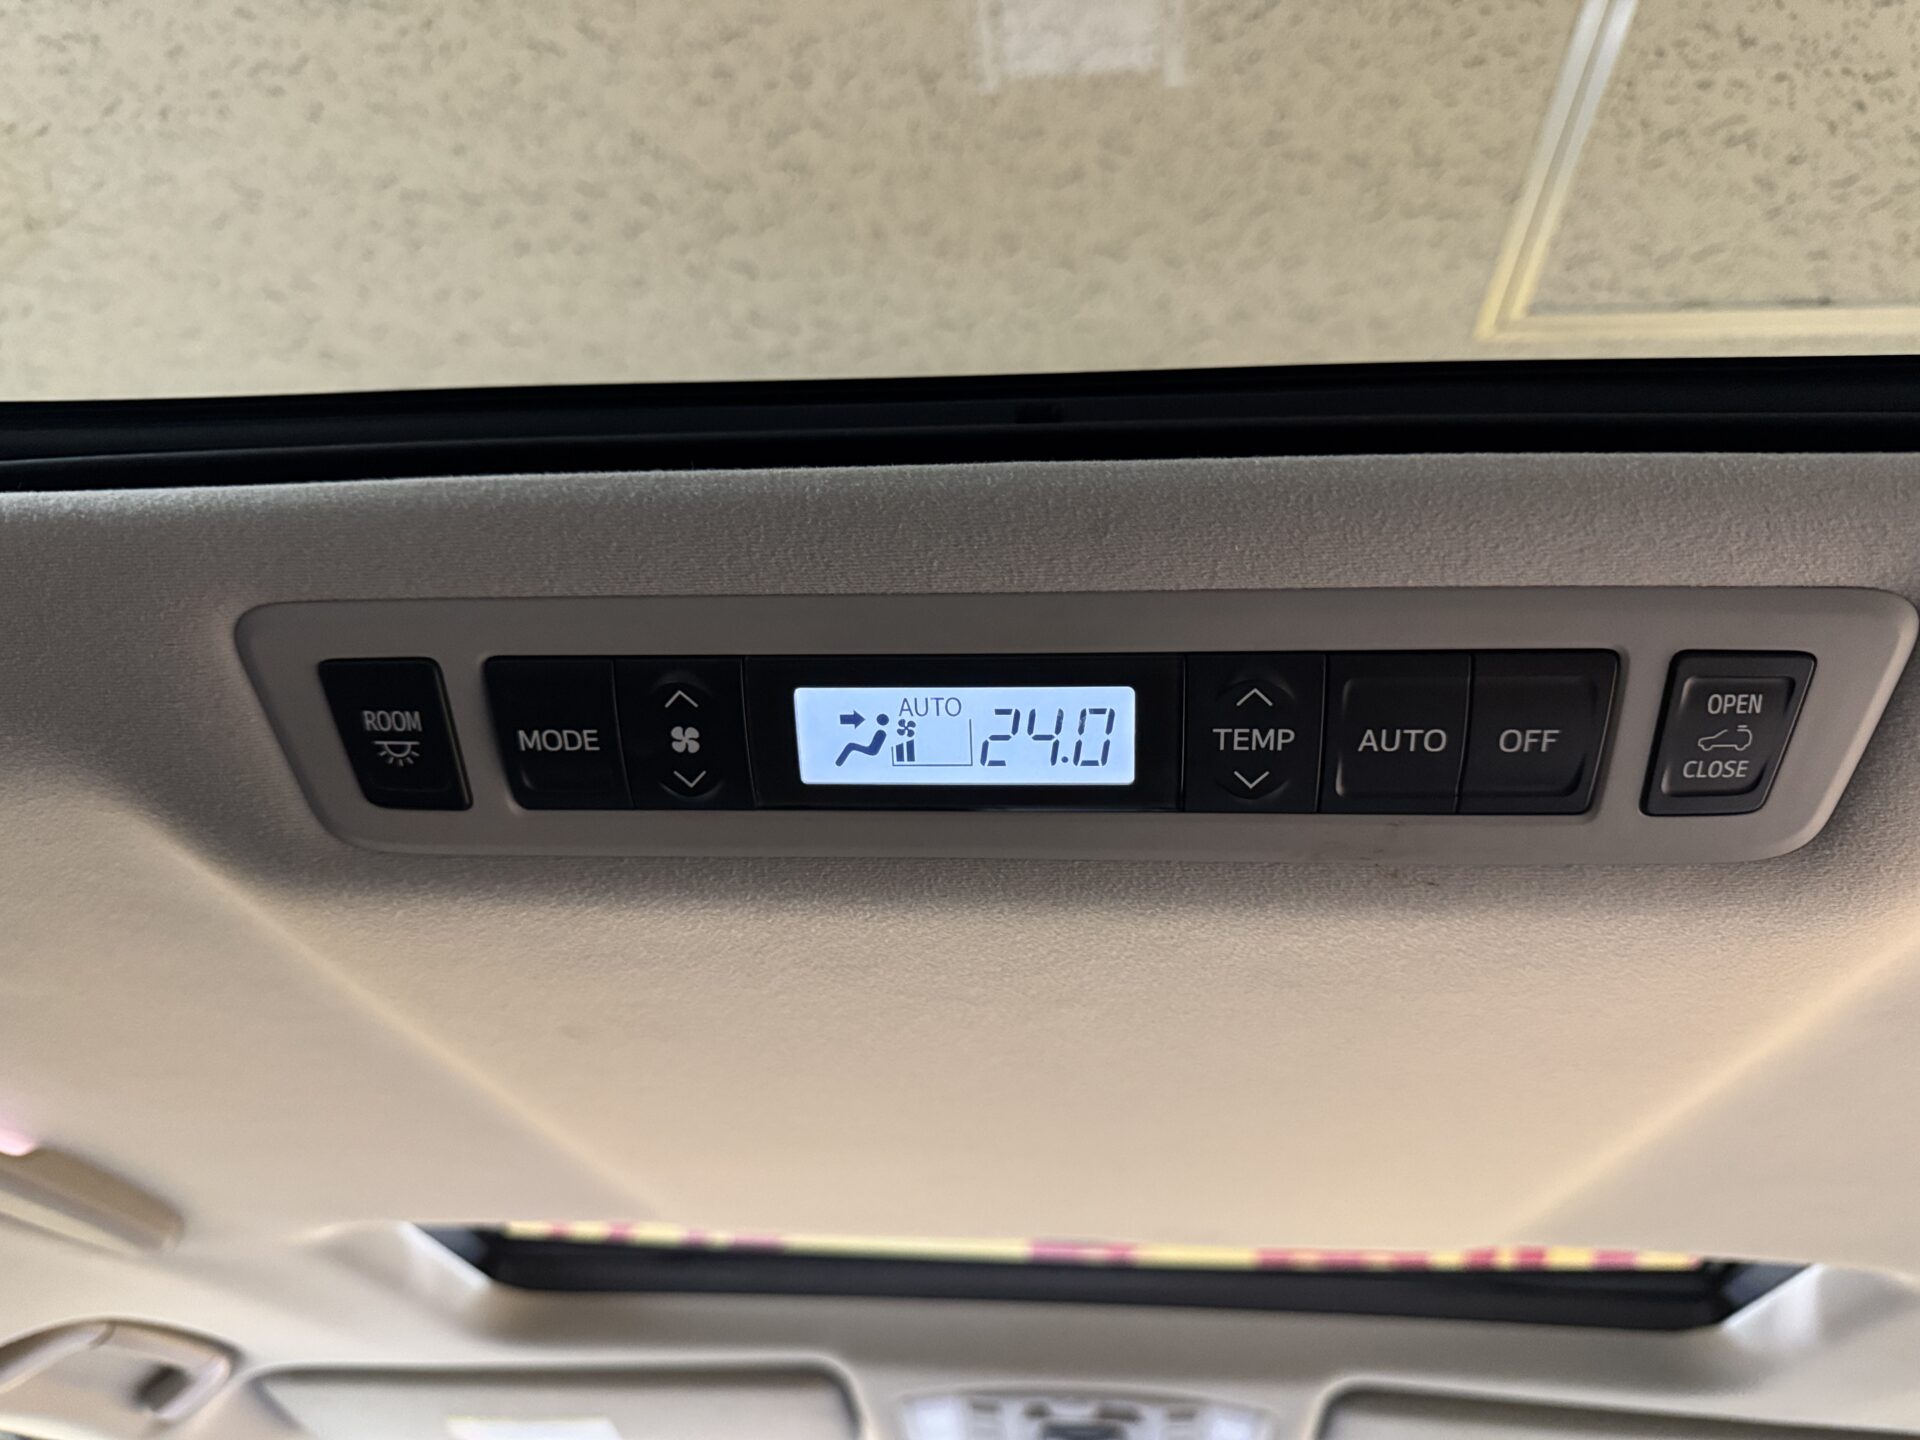 ROOM
MODE
AUTO
24.0
TEMP
AUTO
OFF
OPEN
CLOSE